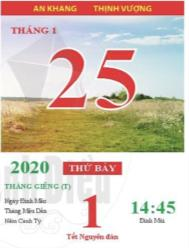 AN KHANG THỊNH VƯỢNG
THÁNG 1
25
2020
THỨ BẢY
THÁNG GIÊNG (T)
1
14:45
Ngày Đinh Mão
Tháng Mậu Dần
Năm Canh Tý
Đinh Mùi
Tết Nguyên đán